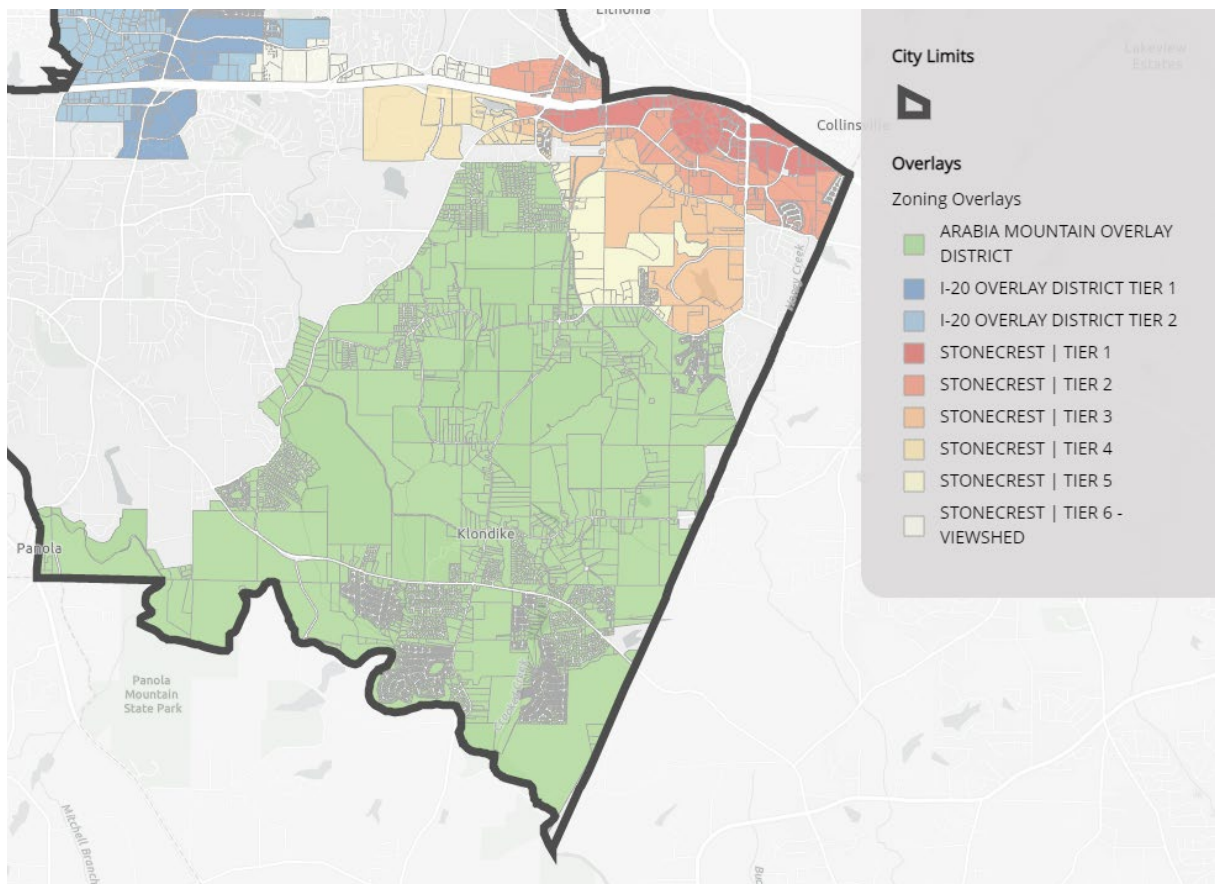 Lithonia
Lakeview
Estates
City Limits
Collinsville
Overlays
Zoning Overlays
ARABIA MOUNTAIN OVERLAY
DISTRICT
I-20 OVERLAY DISTRICT TIER 1
I-20 OVERLAY DISTRICT TIER 2
STONECREST | TIER 1
STONECREST | TIER 2
STONECREST | TIER 3
STONECREST | TIER 4
STONECREST | TIER 5
STONECREST | TIER 6 -
VIEWSHED
Klondike
Panola
Panola
Mountain
State Park
Mitchell Branch